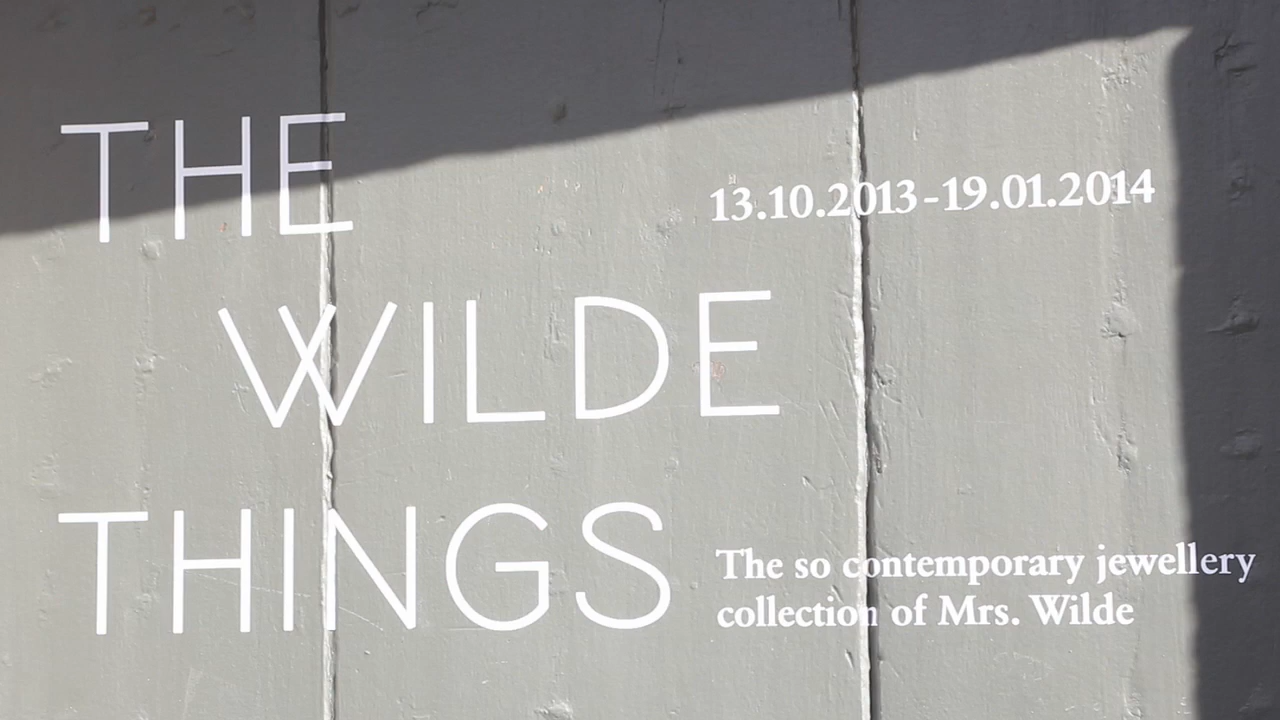 THE
13.10.2013-19.01.2014
WILDE
THINGS
The so contemporary jewellery
collection of Mrs. Wilde